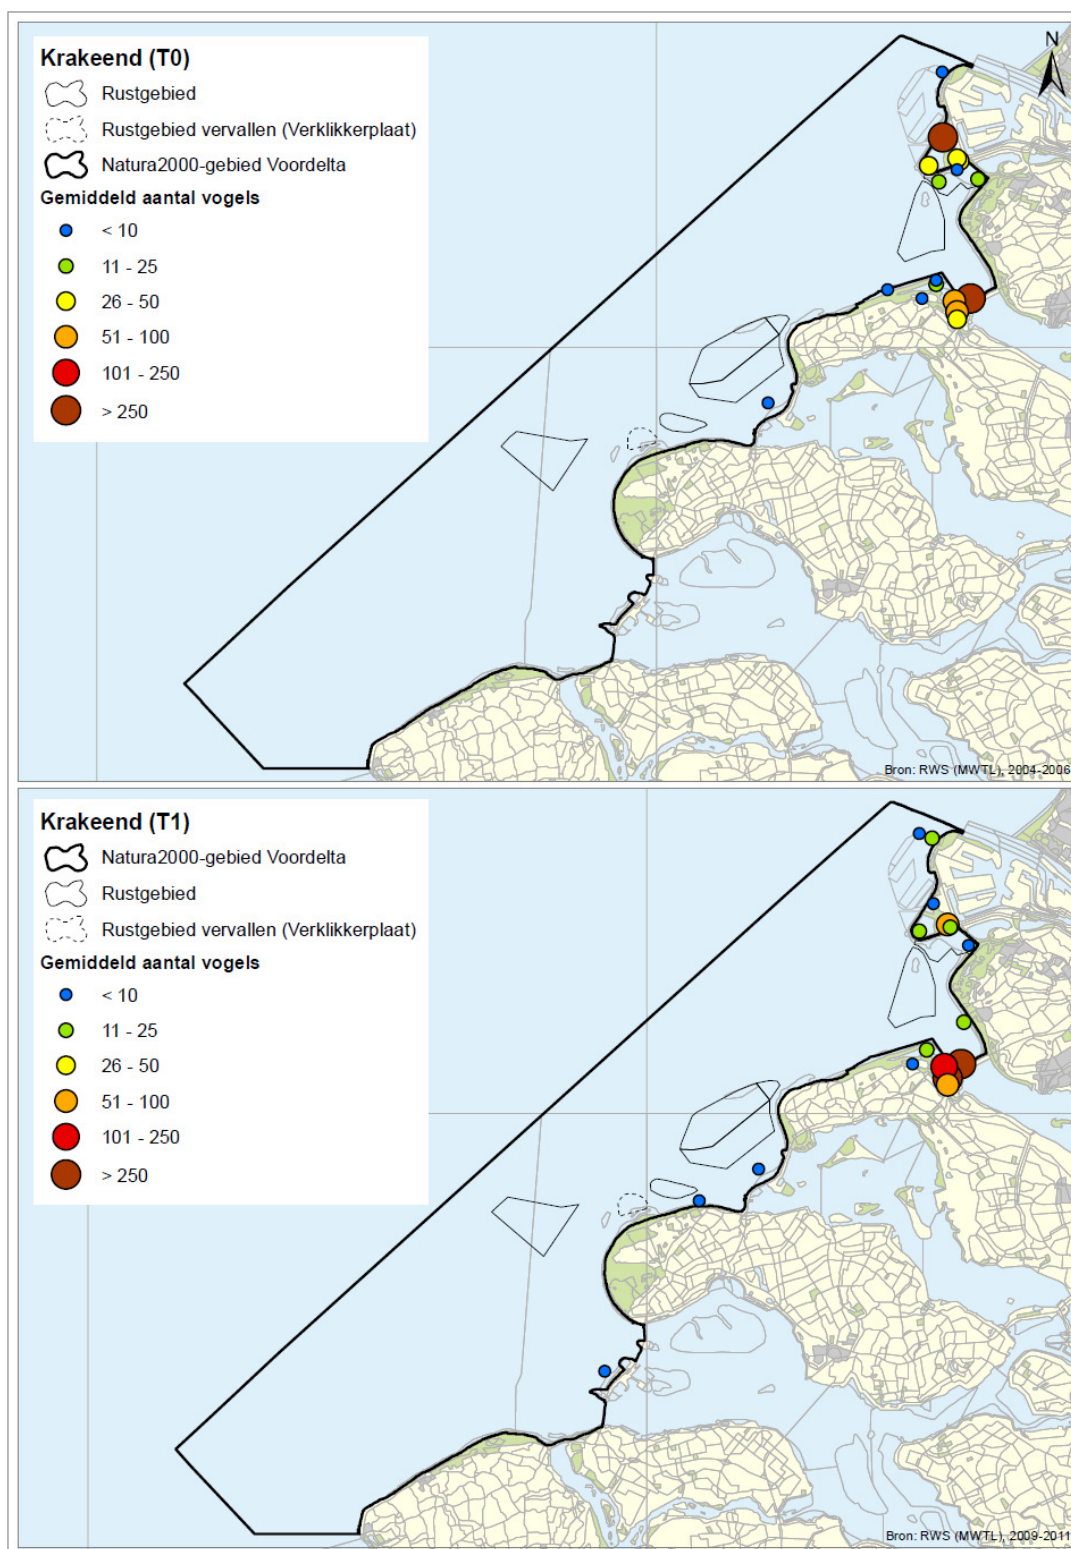 Krakeend (T0)
Rustgebied
Rustgebied vervallen (Verklikkerplaat)
Natura2000-gebied Voordelta
Gemiddeld aantal vogels
< 10
11 - 25
26 - 50
51 - 100
101 - 250
> 250
N
Bron: RWS (MWTL), 2004-2006
Krakeend (T1)
Natura2000-gebied Voordelta
Rustgebied
Rustgebied vervallen (Verklikkerplaat)
Gemiddeld aantal vogels
< 10
11 - 25
26 - 50
51 - 100
101 - 250
> 250
Bron: RWS (MWTL), 2009-2011